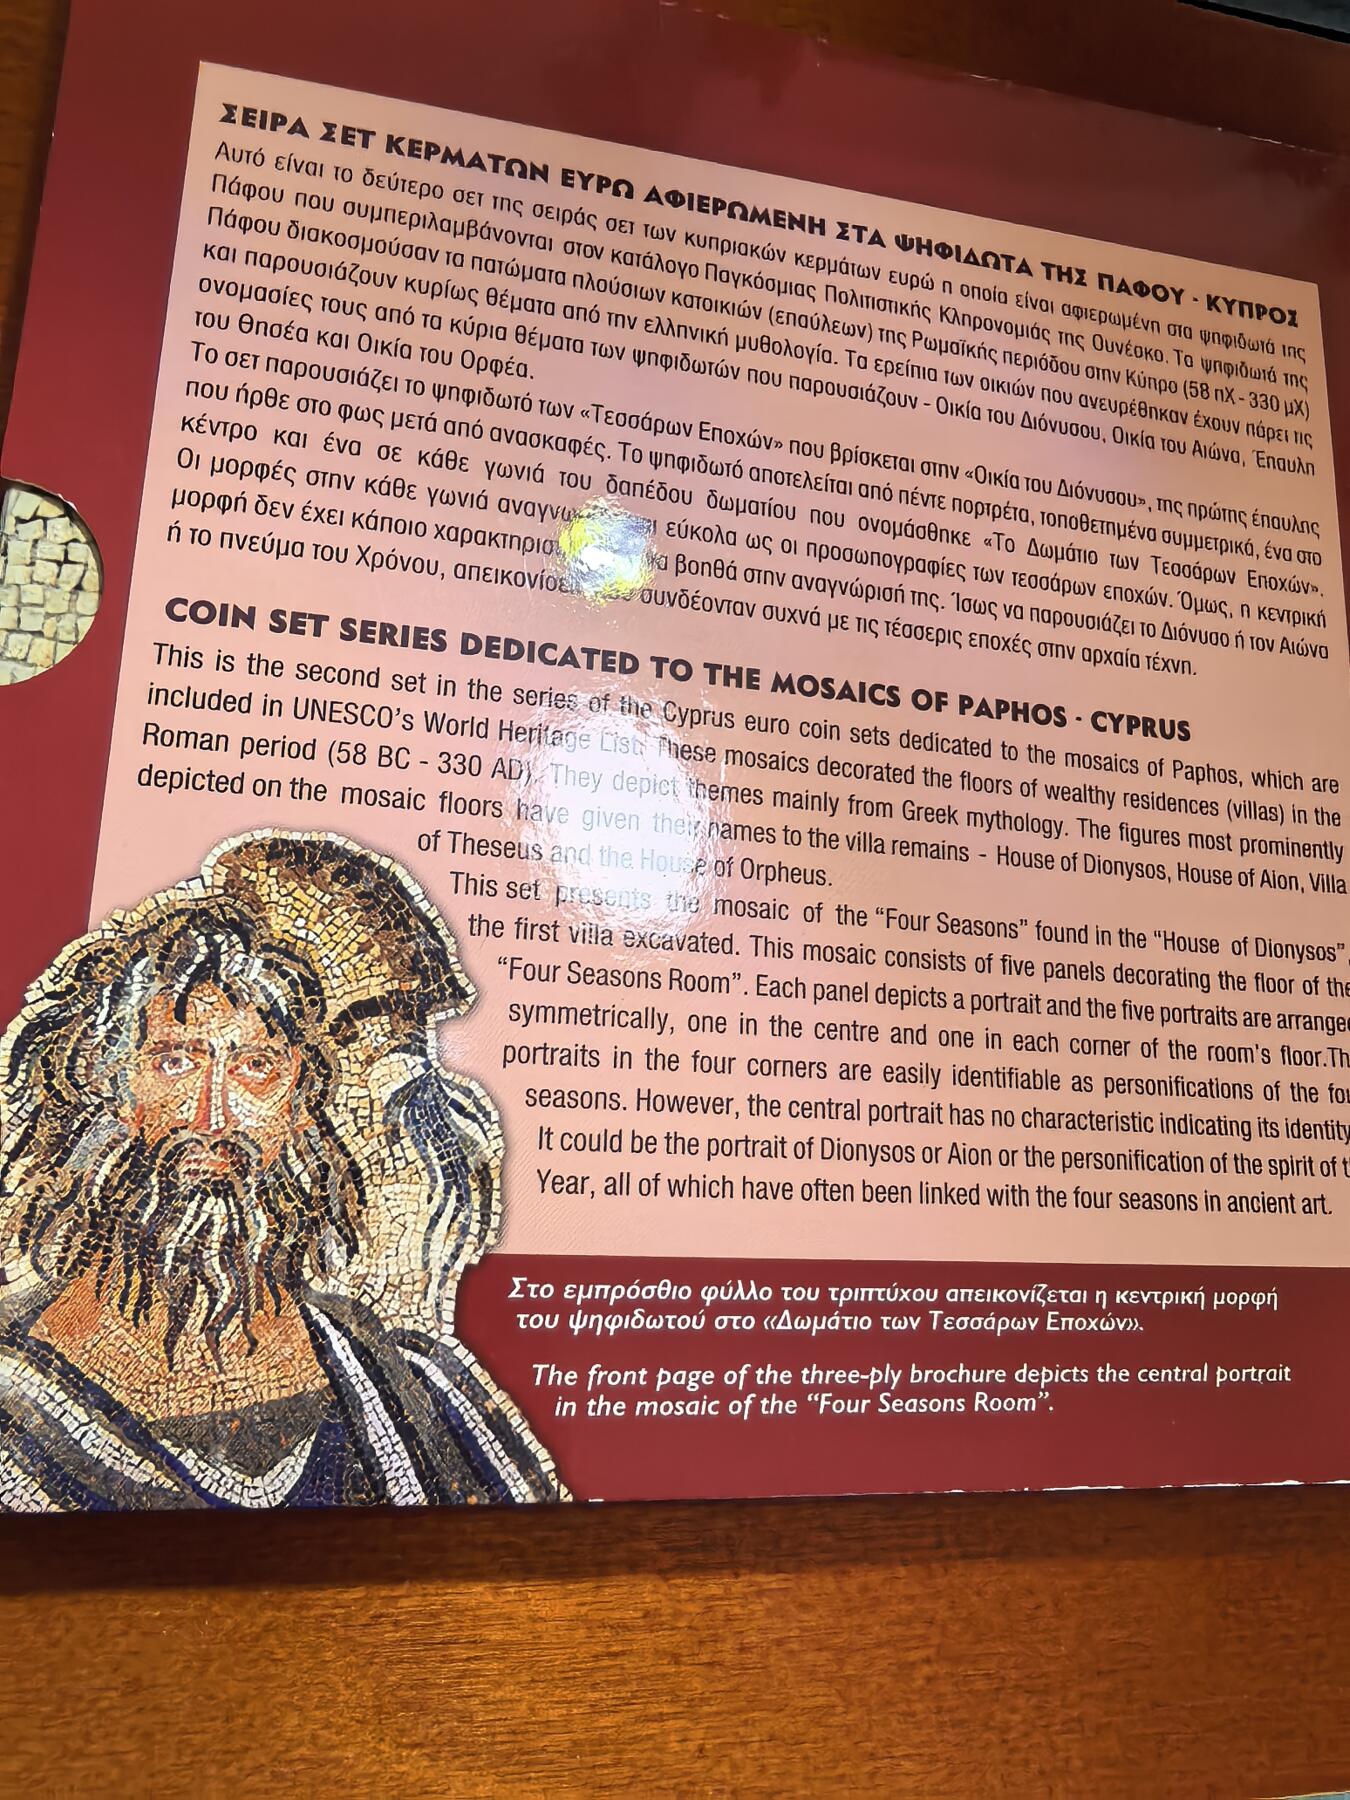 ΣΕΙΡΑ ΣΕΤ ΚΕΡΜΑΤΩΝ ΕΥΡΩ ΑΦΙΕΡΩΜΕΝΗ ΣΤΑ ΨΗΦΙΔΩΤΑ ΤΗΣ ΠΑΦΟΥ - ΚΥΠΡΟΣ
Αυτό είναι το δεύτερο σετ της σειράς σετ των κυπριακών κερμάτων ευρώ η οποία είναι αφιερωμένη στα ψηφιδωτά της
Πάφου που συμπεριλαμβάνονται στον κατάλογο Παγκόσμιας Πολιτιστικής Κληρονομιάς της Ουνέσκο. Τα ψηφιδωτά της
Πάφου διακοσμούσαν τα πατώματα πλούσιων κατοικιών (επαύλεων) της Ρωμαϊκής περιόδου στην Κύπρο (58 πΧ - 330 μΧ)
και παρουσιάζουν κυρίως θέματα από την ελληνική μυθολογία. Τα ερείπια των οικιών που ανευρέθηκαν έχουν πάρει τις
ονομασίες τους από τα κύρια θέματα των ψηφιδωτών που παρουσιάζουν - Οικία του Διόνυσου, Οικία του Αιώνα, Έπαυλη
του Θησέα και Οικία του Ορφέα.
Το σετ παρουσιάζει το ψηφιδωτό των «Τεσσάρων Εποχών» που βρίσκεται στην «Οικία του Διόνυσου», της πρώτης έπαυλης
που ήρθε στο φως μετά από ανασκαφές. Το ψηφιδωτό αποτελείται από πέντε πορτρέτα, τοποθετημένα συμμετρικά, ένα στο
κέντρο και ένα σε κάθε γωνιά του δαπέδου δωματίου που ονομάσθηκε «Το Δωμάτιο των Τεσσάρων Εποχών».
Οι μορφές στην κάθε γωνιά εύκολα ως οι προσωπογραφίες των τεσσάρων εποχών. Όμως, η κεντρική
μορφή δεν έχει κάποιο βοηθά στην αναγνώρισή της. Ίσως να παρουσιάζει το Διόνυσο ή τον Αιώνα
ή το πνεύμα του Χρόνου, συνδέονταν συχνά με τις τέσσερις εποχές στην αρχαία τέχνη.
COIN SET SERIES DEDICATED TO THE MOSAICS OF PAPHOS - CYPRUS
This is the second set in the series of the Cyprus euro coin sets dedicated to the mosaics of Paphos, which are
included in UNESCO's World Heritage List. These mosaics decorated the floors of wealthy residences (villas) in the
Roman period (58 BC - 330 AD). They depict themes mainly from Greek mythology. The figures most prominently
depicted on the mosaic floors have given their names to the villa remains - House of Dionysos, House of Aion, Villa
of Theseus and the House of Orpheus.
This set presents the mosaic of the “Four Seasons” found in the “House of Dionysos”,
the first villa excavated. This mosaic consists of five panels decorating the floor of the
“Four Seasons Room”. Each panel depicts a portrait and the five portraits are arranged
symmetrically, one in the centre and one in each corner of the room's floor.The
portraits in the four corners are easily identifiable as personifications of the four
seasons. However, the central portrait has no characteristic indicating its identity.
It could be the portrait of Dionysos or Aion or the personification of the spirit of
Year, all of which have often been linked with the four seasons in ancient art.
Στο εμπρόσθιο φύλλο του τριπτύχου απεικονίζεται η κεντρική μορφή
του ψηφιδωτού στο «Δωμάτιο των Τεσσάρων Εποχών».
The front page of the three-ply brochure depicts the central portrait
in the mosaic of the “Four Seasons Room”.